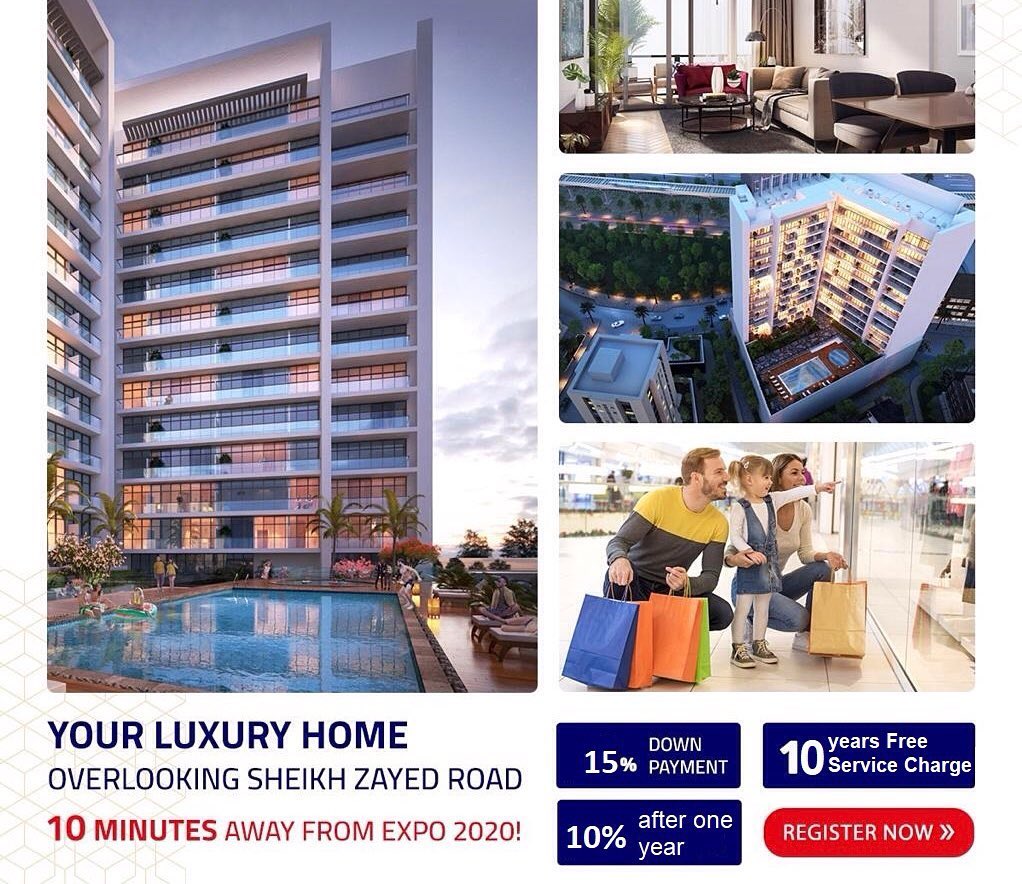 YOUR LUXURY HOME
OVERLOOKING SHEIKH ZAYED ROAD
10 MINUTES AWAY FROM EXPO 2020!
15% DOWN
PAYMENT
10 years Free
Service Charge
10% after one
year
REGISTER NOW »